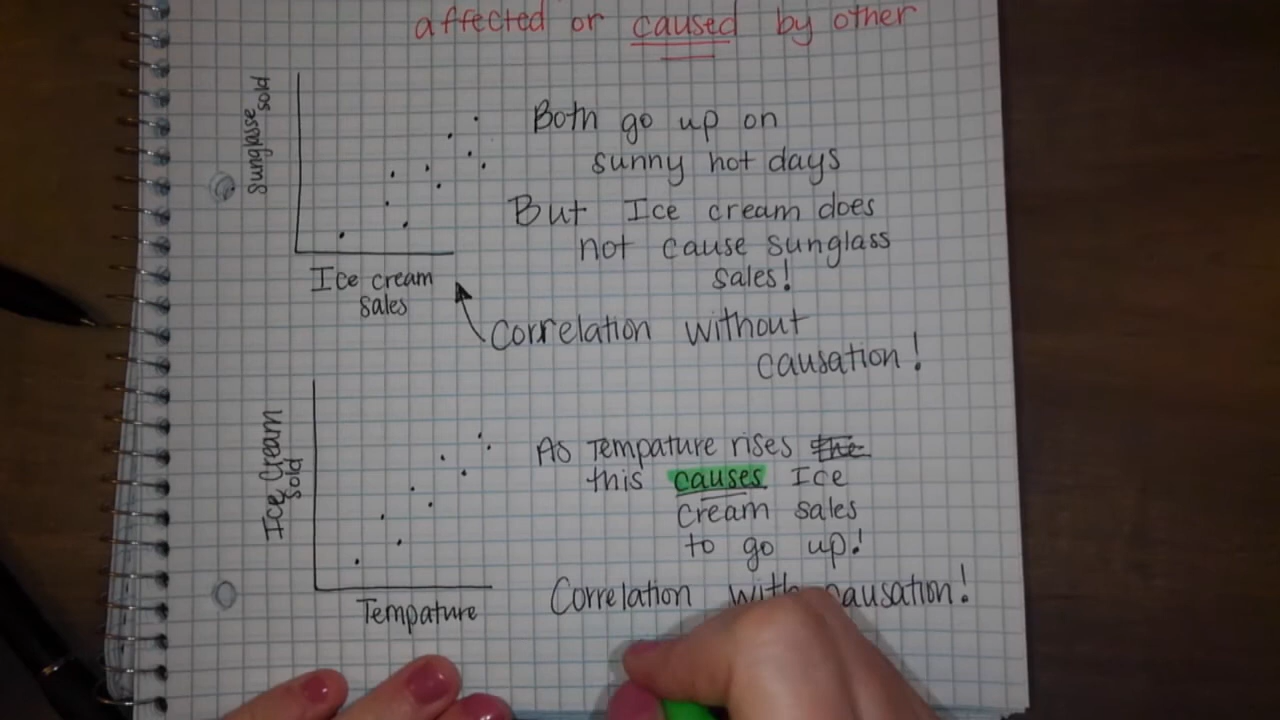 affected or caused by other
Sunglasse
sold
Both go up on
sunny hot days
But Ice cream does
not cause sunglass
sales!
Ice cream
sales
Correlation without
causation!
Ice Cream
sold
As Tempature rises
this causes Ice
cream sales
to go up!
Tempature
Correlation with causation!